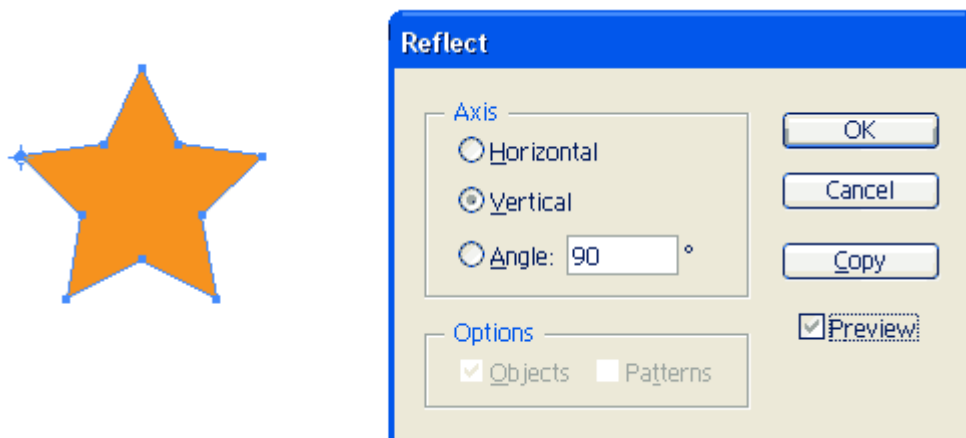 Reflect
Axis
Horizontal
Vertical
Angle: 90 °
OK
Cancel
Copy
Preview
Options
Objects Patterns